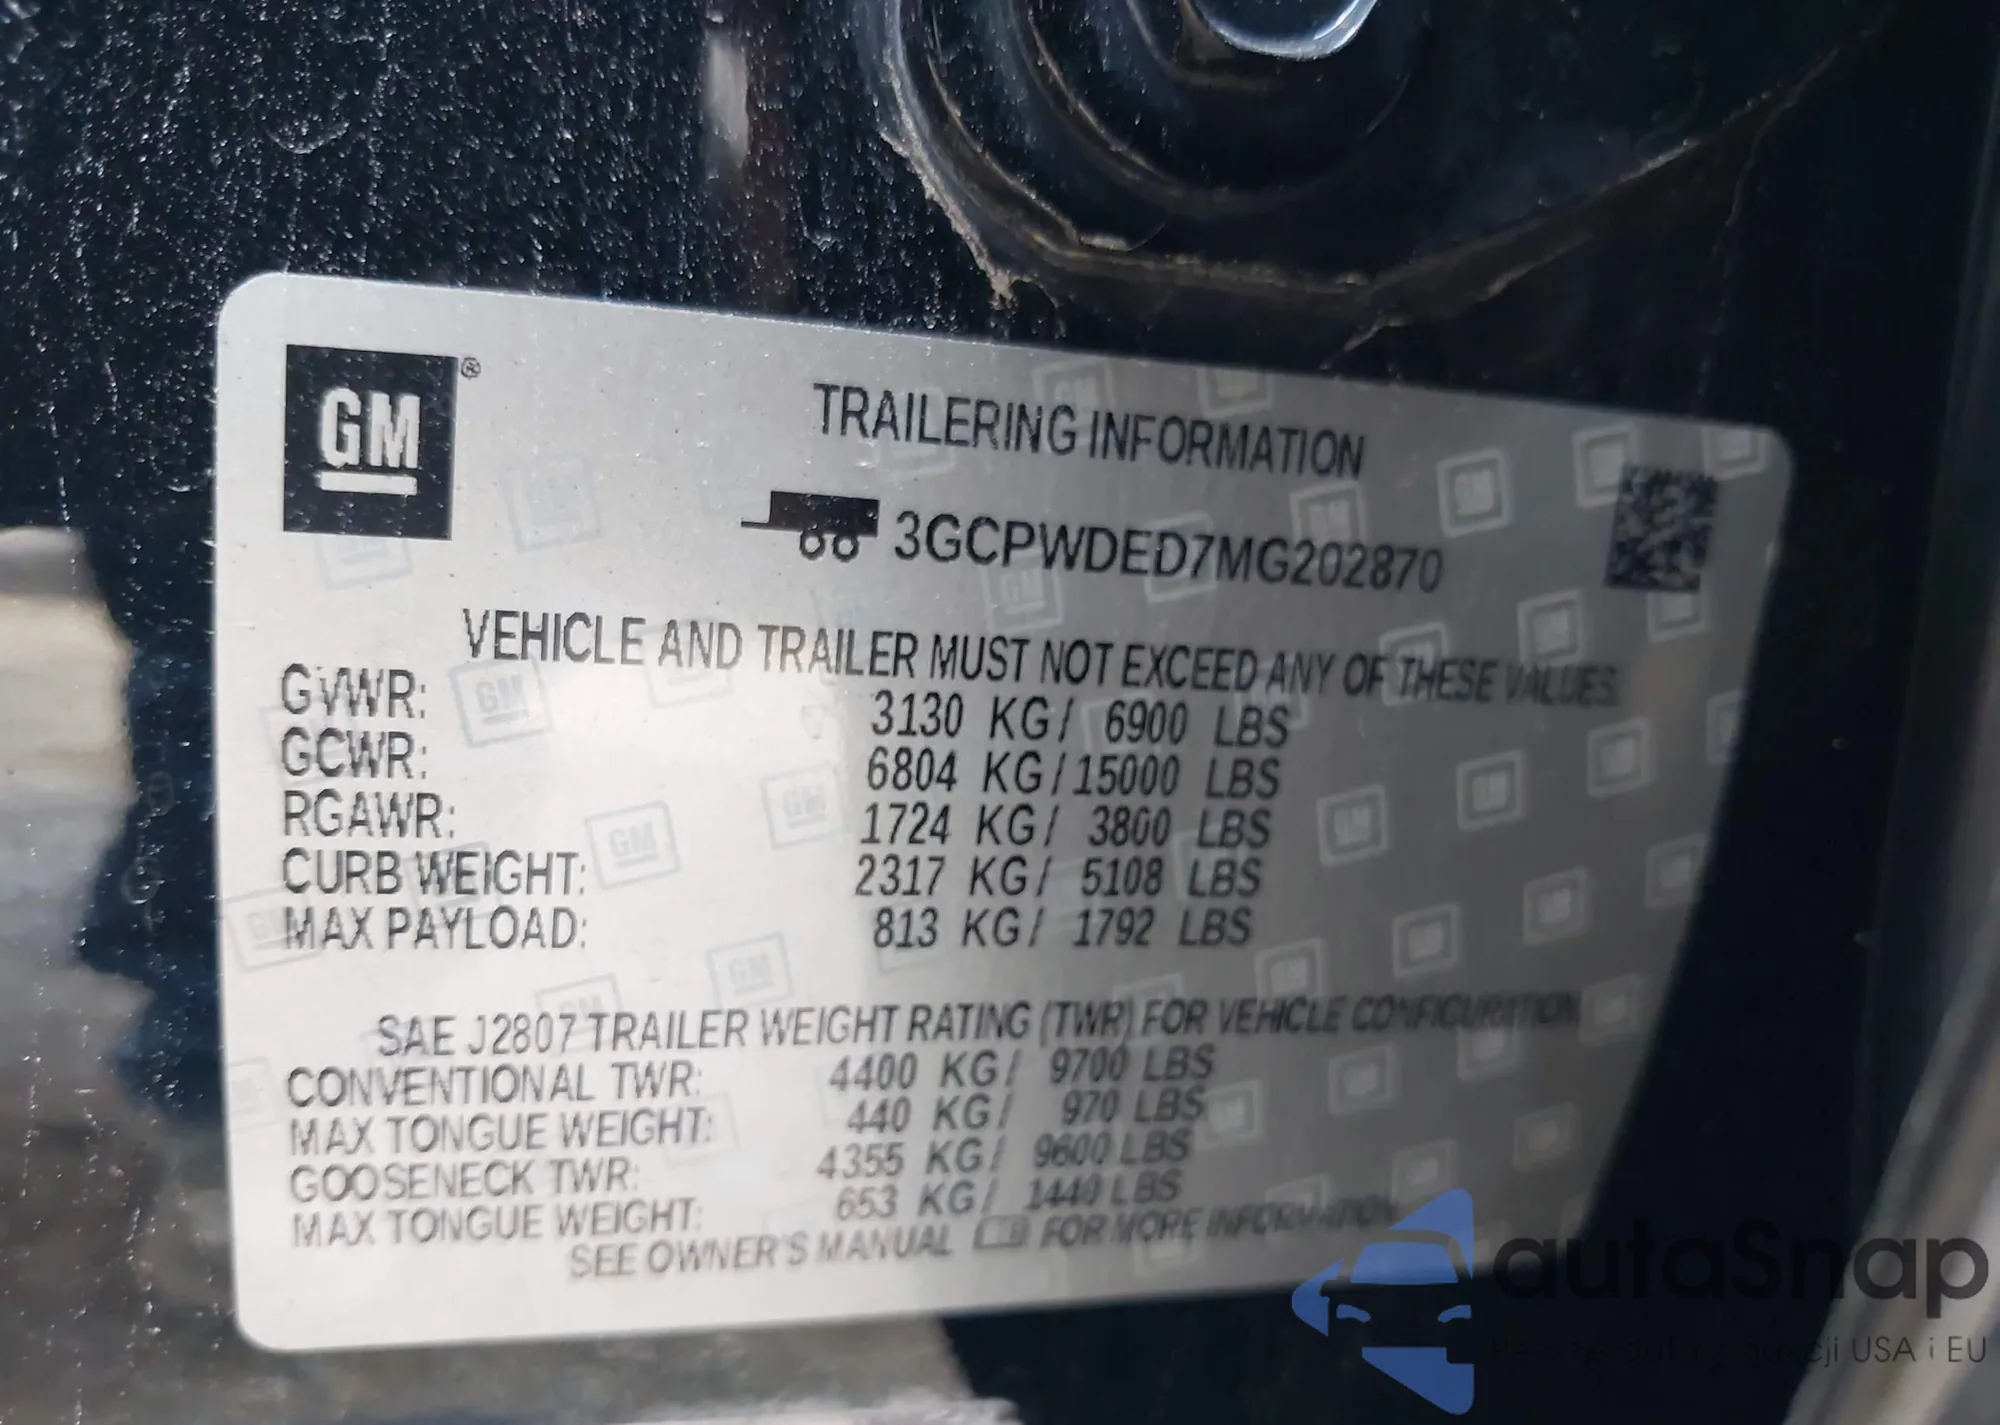 GM®
TRAILERING INFORMATION
3GCPWDED7MG202870
VEHICLE AND TRAILER MUST NOT EXCEED ANY OF THESE VALUES
GVWR: 3130 KG/ 6900 LBS
GCWR: 6804 KG/15000 LBS
RGAWR: 1724 KG/ 3800 LBS
CURB WEIGHT: 2317 KG/ 5108 LBS
MAX PAYLOAD: 813 KG/ 1792 LBS
SAE J2807 TRAILER WEIGHT RATING (TWR) FOR VEHICLE CONFIGURATION
CONVENTIONAL TWR: 4400 KG/ 9700 LBS
MAX TONGUE WEIGHT: 440 KG/ 970 LBS
GOOSENECK TWR: 4355 KG/ 9600 LBS
MAX TONGUE WEIGHT: 653 KG/ 1440 LBS
SEE OWNER'S MANUAL FOR MORE INFORMATION
autaSnap
USA i EU